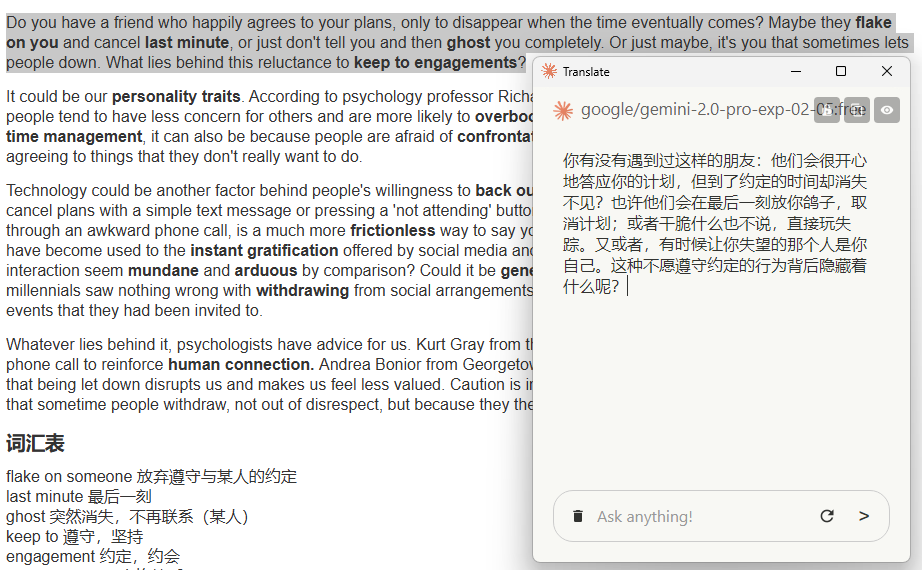 Do you have a friend who happily agrees to your plans, only to disappear when the time eventually comes? Maybe they flake
on you and cancel last minute, or just don't tell you and then ghost you completely. Or just maybe, it's you that sometimes lets
people down. What lies behind this reluctance to keep to engagements?
It could be our personality traits. According to psychology professor Richa
people tend to have less concern for others and are more likely to overboo
time management, it can also be because people are afraid of confrontat
agreeing to things that they don't really want to do.
Technology could be another factor behind people's willingness to back ou
cancel plans with a simple text message or pressing a 'not attending' button
through an awkward phone call, is a much more frictionless way to say yo
have become used to the instant gratification offered by social media and
interaction seem mundane and arduous by comparison? Could it be gene
millennials saw nothing wrong with withdrawing from social arrangements
events that they had been invited to.
Whatever lies behind it, psychologists have advice for us. Kurt Gray from th
phone call to reinforce human connection. Andrea Bonior from Georgetow
that being let down disrupts us and makes us feel less valued. Caution is in
that sometime people withdraw, not out of disrespect, but because they the
词汇表
flake on someone 放弃遵守与某人的约定
last minute 最后一刻
ghost 突然消失，不再联系（某人）
keep to 遵守，坚持
engagement 约定，约会
Translate
google/gemini-2.0-pro-exp-02-05:free
你有没有遇到过这样的朋友：他们会很开心
地答应你的计划，但到了约定的时间却消失
不见？也许他们会在最后一刻放你鸽子，取
消计划；或者干脆什么也不说，直接玩失
踪。又或者，有时候让你失望的那个人是你
自己。这种不愿遵守约定的行为背后隐藏着
什么呢？
Ask anything!